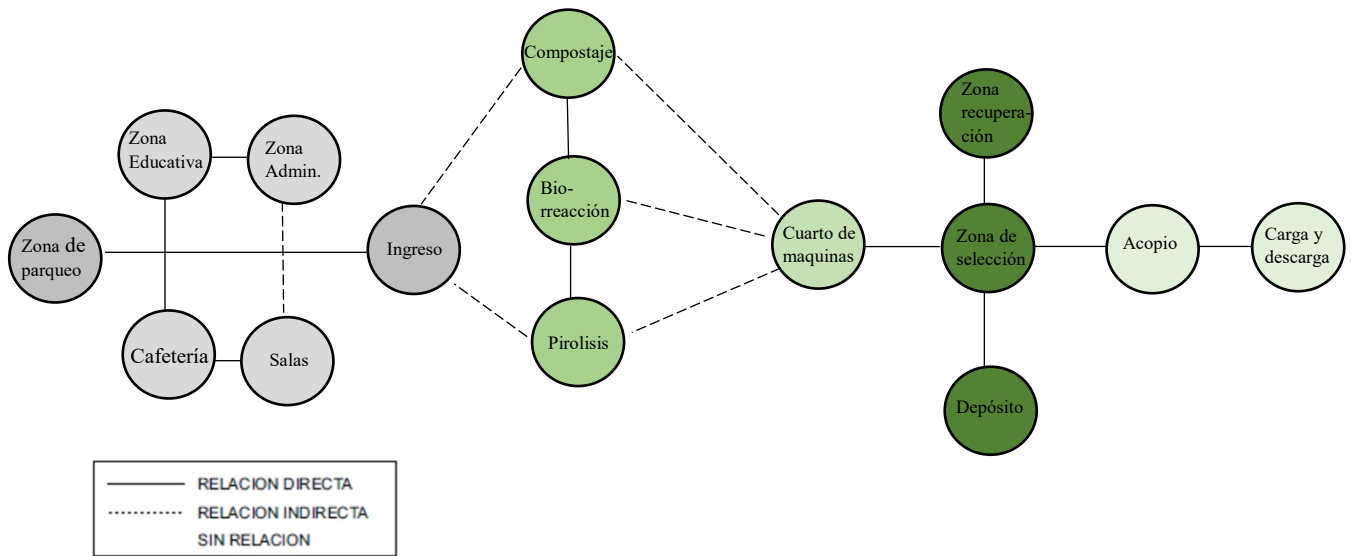 Compostaje
Zona
recupera-
ción
Zona
Educativa
Zona
Admin.
Bio-
rreacción
Zona de
parqueo
Ingreso
Cuarto de
maquinas
Zona de
selección
Acopio
Carga y
descarga
Cafetería
Salas
Pirolisis
Depósito
RELACION DIRECTA
RELACION INDIRECTA
SIN RELACION